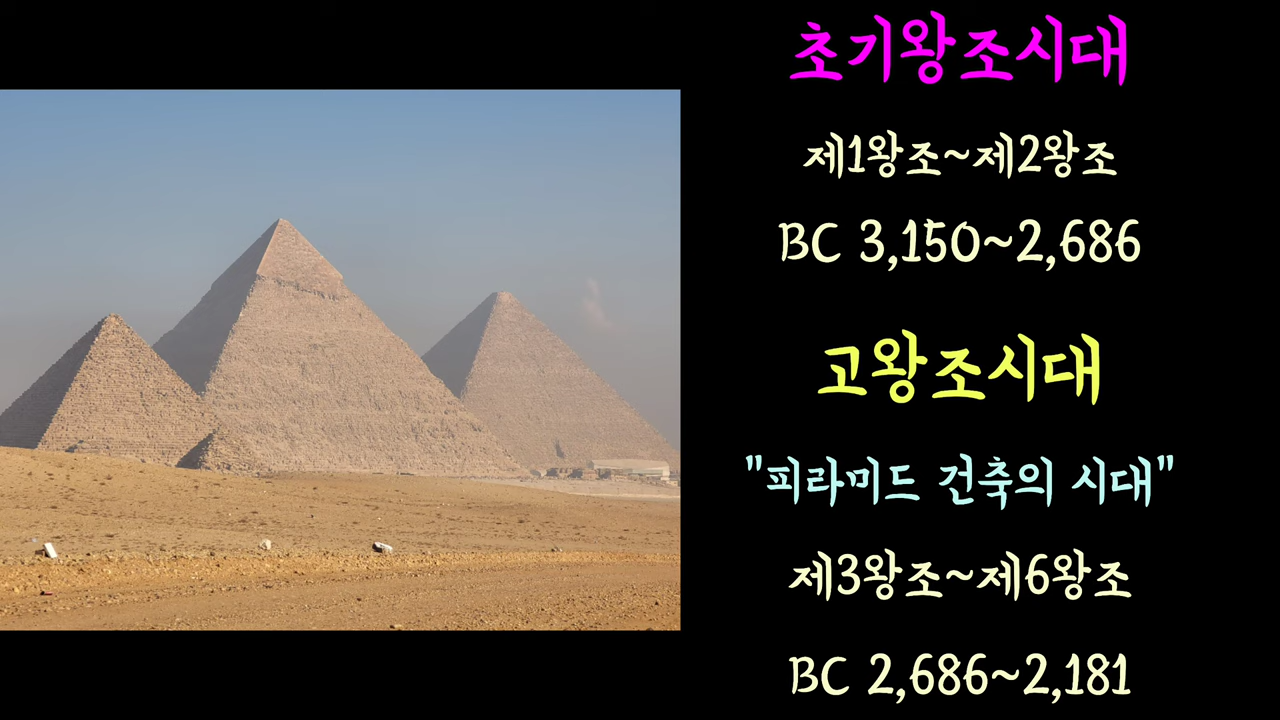 초기왕조시대
제1왕조~제2왕조
BC 3,150~2,686
고왕조시대
"피라미드 건축의 시대"
제3왕조~제6왕조
BC 2,686~2,181